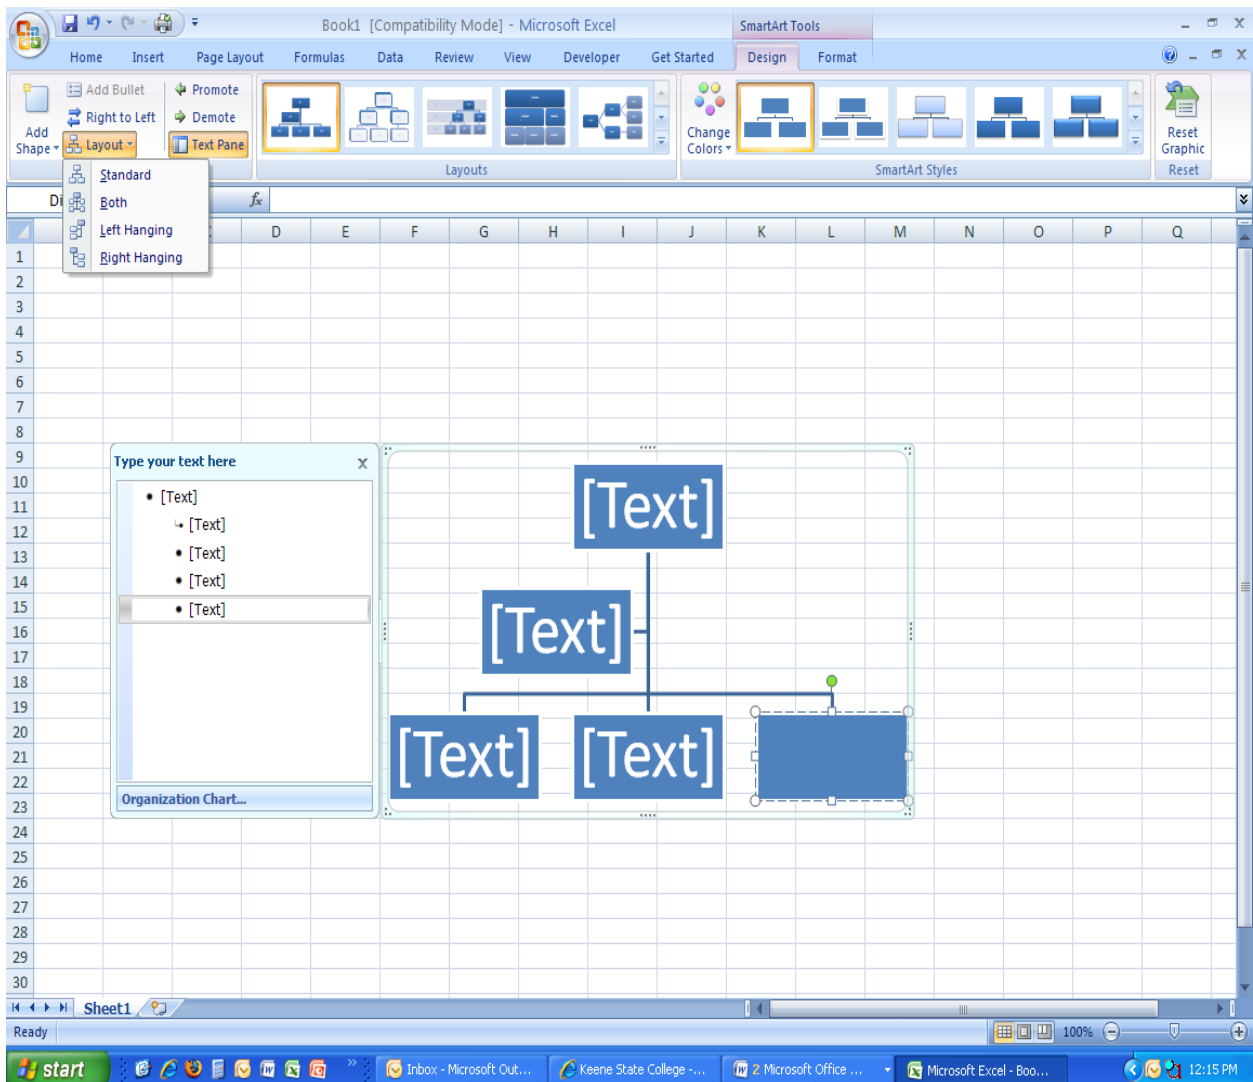 Book1 [Compatibility Mode] - Microsoft Excel
SmartArt Tools
Home Insert Page Layout Formulas Data Review View Developer Get Started Design Format
Add Shape
Add Bullet
Right to Left
Layout
Promote
Demote
Text Pane
Layouts
Change Colors
SmartArt Styles
Reset Graphic
Reset
Standard
Both
Left Hanging
Right Hanging
Di
fx
C D E F G H I J K L M N O P Q
1
2
3
4
5
6
7
8
9
10
11
12
13
14
15
16
17
18
19
20
21
22
23
24
25
26
27
28
29
30
Type your text here
x
[Text]
[Text]
[Text]
[Text]
[Text]
Organization Chart...
[Text]
[Text]
[Text] [Text]
Sheet1
Ready
100%
start
Inbox - Microsoft Out...
Keene State College -...
2 Microsoft Office ...
Microsoft Excel - Boo...
12:15 PM